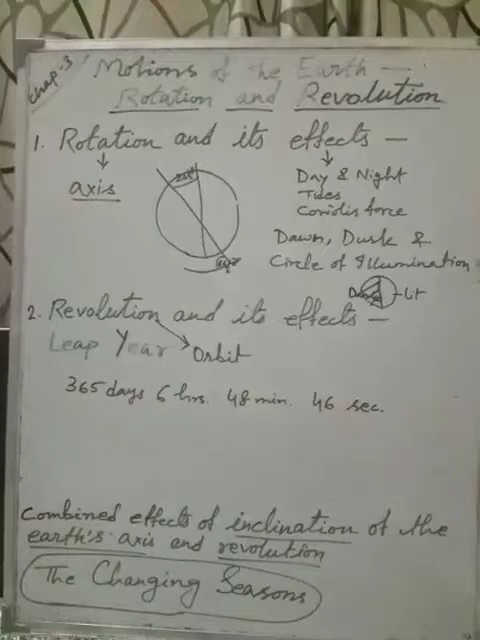 Chap-3
Motions of the Earth —
Rotation and Revolution
1. Rotation and its effects —
axis
Day & Night
Tides
Coriolis force
Dawn, Dusk &
Circle of Illumination
Lit
2. Revolution and its effects —
Leap Year
Orbit
365 days 6 hrs. 48 min. 46 sec.
Combined effects of inclination of the
earth's axis and revolution
The Changing Seasons